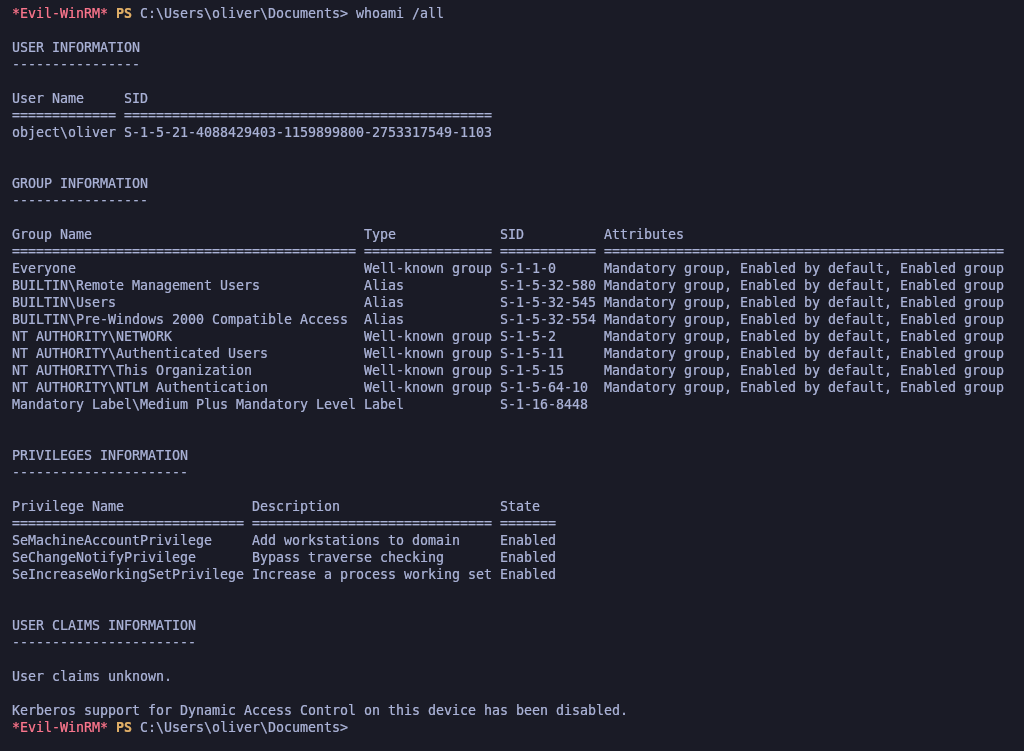 *Evil-WinRM* PS C:\Users\oliver\Documents> whoami /all
USER INFORMATION
----------------
User Name     SID
============= ==============================================
object\oliver S-1-5-21-4088429403-1159899800-2753317549-1103
GROUP INFORMATION
-----------------
Group Name                                 Type             SID          Attributes
=========================================== ================ ============ ==================================================
Everyone                                    Well-known group S-1-1-0      Mandatory group, Enabled by default, Enabled group
BUILTIN\Remote Management Users             Alias            S-1-5-32-580 Mandatory group, Enabled by default, Enabled group
BUILTIN\Users                               Alias            S-1-5-32-545 Mandatory group, Enabled by default, Enabled group
BUILTIN\Pre-Windows 2000 Compatible Access  Alias            S-1-5-32-554 Mandatory group, Enabled by default, Enabled group
NT AUTHORITY\NETWORK                        Well-known group S-1-5-2      Mandatory group, Enabled by default, Enabled group
NT AUTHORITY\Authenticated Users            Well-known group S-1-5-11     Mandatory group, Enabled by default, Enabled group
NT AUTHORITY\This Organization              Well-known group S-1-5-15     Mandatory group, Enabled by default, Enabled group
NT AUTHORITY\NTLM Authentication            Well-known group S-1-5-64-10  Mandatory group, Enabled by default, Enabled group
Mandatory Label\Medium Plus Mandatory Level Label            S-1-16-8448
PRIVILEGES INFORMATION
----------------------
Privilege Name                Description                    State
============================= ============================== =======
SeMachineAccountPrivilege     Add workstations to domain     Enabled
SeChangeNotifyPrivilege       Bypass traverse checking       Enabled
SeIncreaseWorkingSetPrivilege Increase a process working set Enabled
USER CLAIMS INFORMATION
-----------------------
User claims unknown.
Kerberos support for Dynamic Access Control on this device has been disabled.
*Evil-WinRM* PS C:\Users\oliver\Documents>